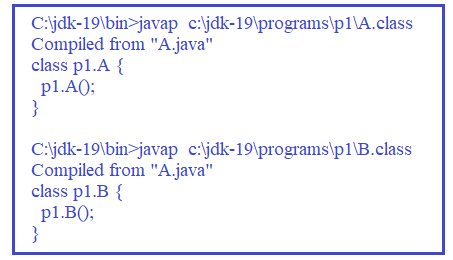 C:\jdk-19\bin>javap c:\jdk-19\programs\p1\A.class
Compiled from "A.java"
class p1.A {
p1.A();
}
C:\jdk-19\bin>javap c:\jdk-19\programs\p1\B.class
Compiled from "A.java"
class p1.B {
p1.B();
}